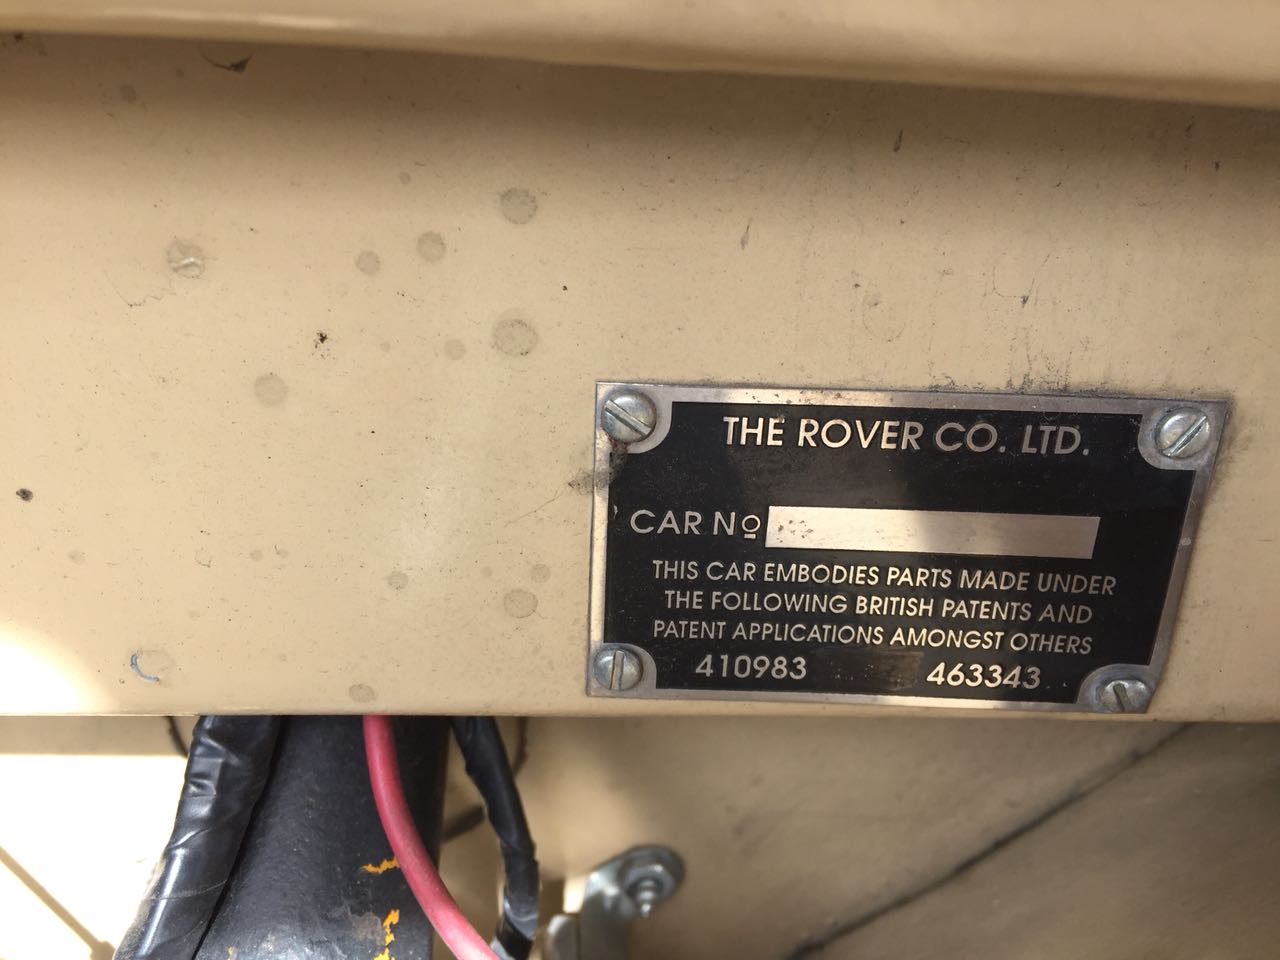 THE ROVER CO. LTD.
CAR Nº
THIS CAR EMBODIES PARTS MADE UNDER
THE FOLLOWING BRITISH PATENTS AND
PATENT APPLICATIONS AMONGST OTHERS
410983 463343